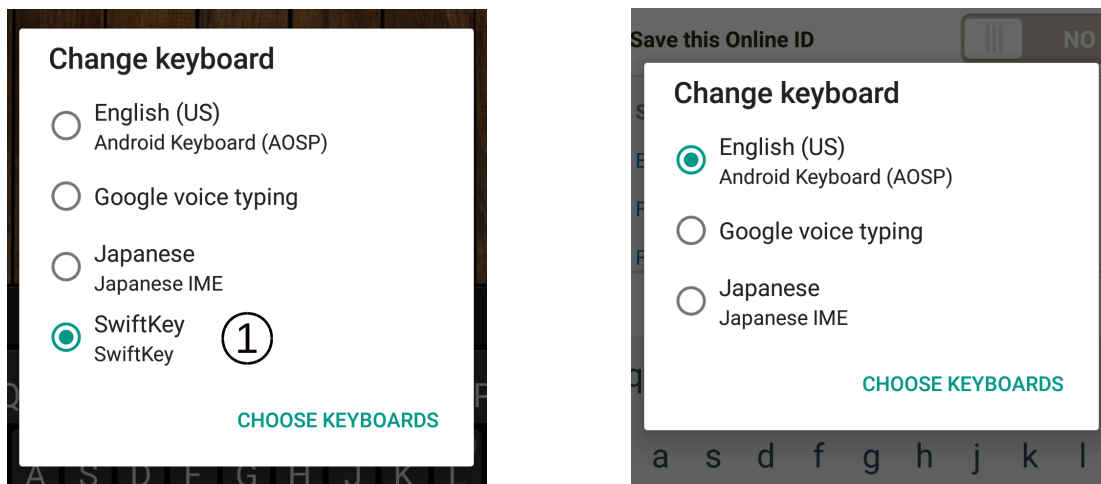 Change keyboard
English (US)
Android Keyboard (AOSP)
Google voice typing
Japanese
Japanese IME
SwiftKey
SwiftKey
①
CHOOSE KEYBOARDS
Q
P
A S D F G H J K L
Save this Online ID
NO
Change keyboard
S
E
English (US)
Android Keyboard (AOSP)
F
Google voice typing
F
Japanese
Japanese IME
q
CHOOSE KEYBOARDS
a s d f g h j k l